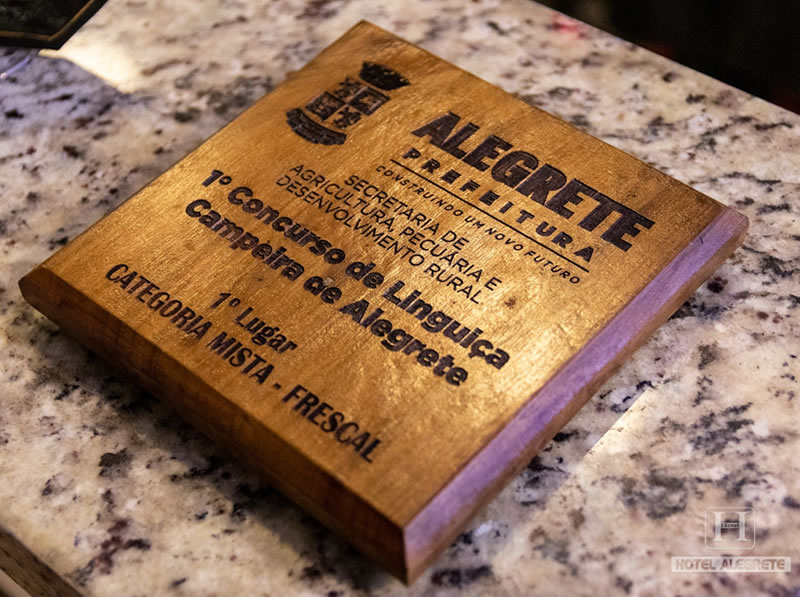 ALEGRETE
PREFEITURA
CONSTRUINDO UM NOVO FUTURO
SECRETARIA DE
AGRICULTURA, PECUÁRIA E
DESENVOLVIMENTO RURAL
1º Concurso de Linguiça
Campeira de Alegrete
1º Lugar
CATEGORIA MISTA - FRESCAL
H
HOTEL ALEGRETE